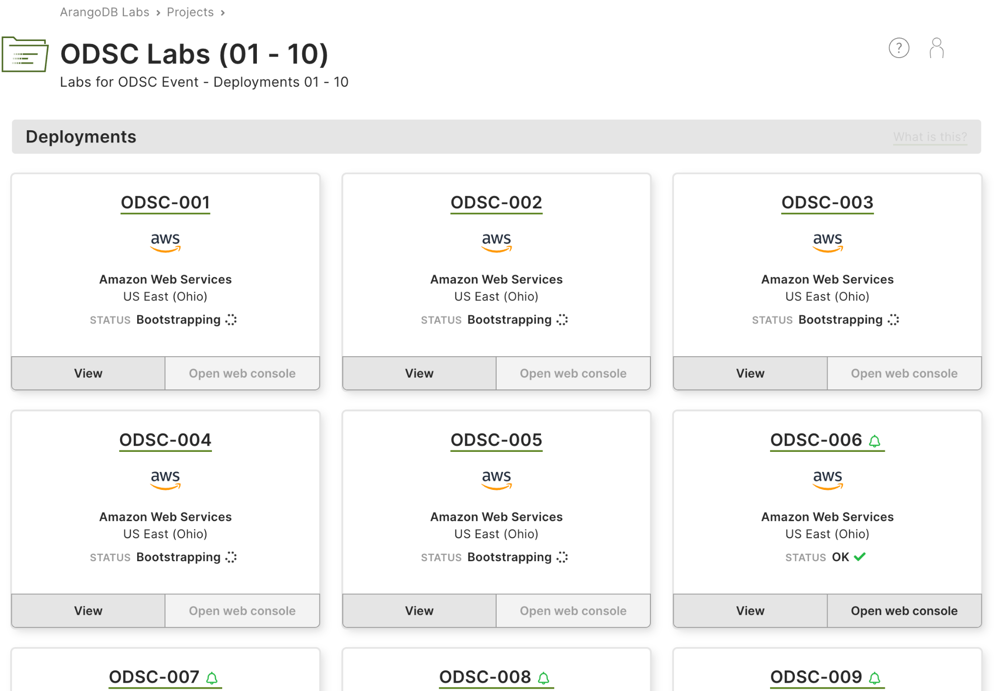 ArangoDB Labs › Projects ›
ODSC Labs (01 - 10)
?
Labs for ODSC Event - Deployments 01 - 10
Deployments
What is this?
ODSC-001
aws
Amazon Web Services
US East (Ohio)
STATUS Bootstrapping
View
Open web console
ODSC-002
aws
Amazon Web Services
US East (Ohio)
STATUS Bootstrapping
View
Open web console
ODSC-003
aws
Amazon Web Services
US East (Ohio)
STATUS Bootstrapping
View
Open web console
ODSC-004
aws
Amazon Web Services
US East (Ohio)
STATUS Bootstrapping
View
Open web console
ODSC-005
aws
Amazon Web Services
US East (Ohio)
STATUS Bootstrapping
View
Open web console
ODSC-006
aws
Amazon Web Services
US East (Ohio)
STATUS OK
View
Open web console
ODSC-007
ODSC-008
ODSC-009